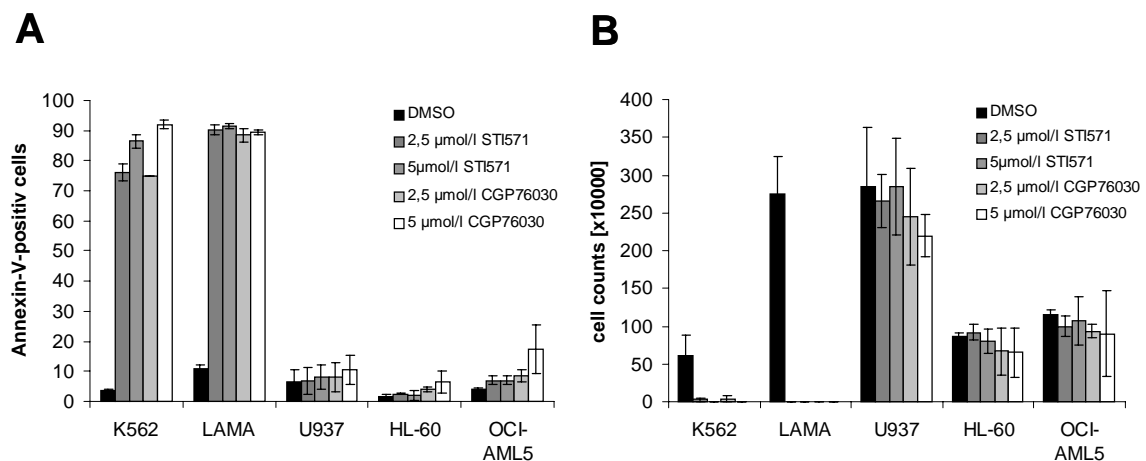 A
Annexin-V-positiv cells
100
90
80
70
60
50
40
30
20
10
0
DMSO
2,5 µmol/l STI571
5µmol/l STI571
2,5 µmol/l CGP76030
5 µmol/l CGP76030
K562 LAMA U937 HL-60 OCI-
AML5
B
cell counts [x10000]
400
350
300
250
200
150
100
50
0
DMSO
2,5 µmol/l STI571
5µmol/l STI571
2,5 µmol/l CGP76030
5 µmol/l CGP76030
K562 LAMA U937 HL-60 OCI-
AML5